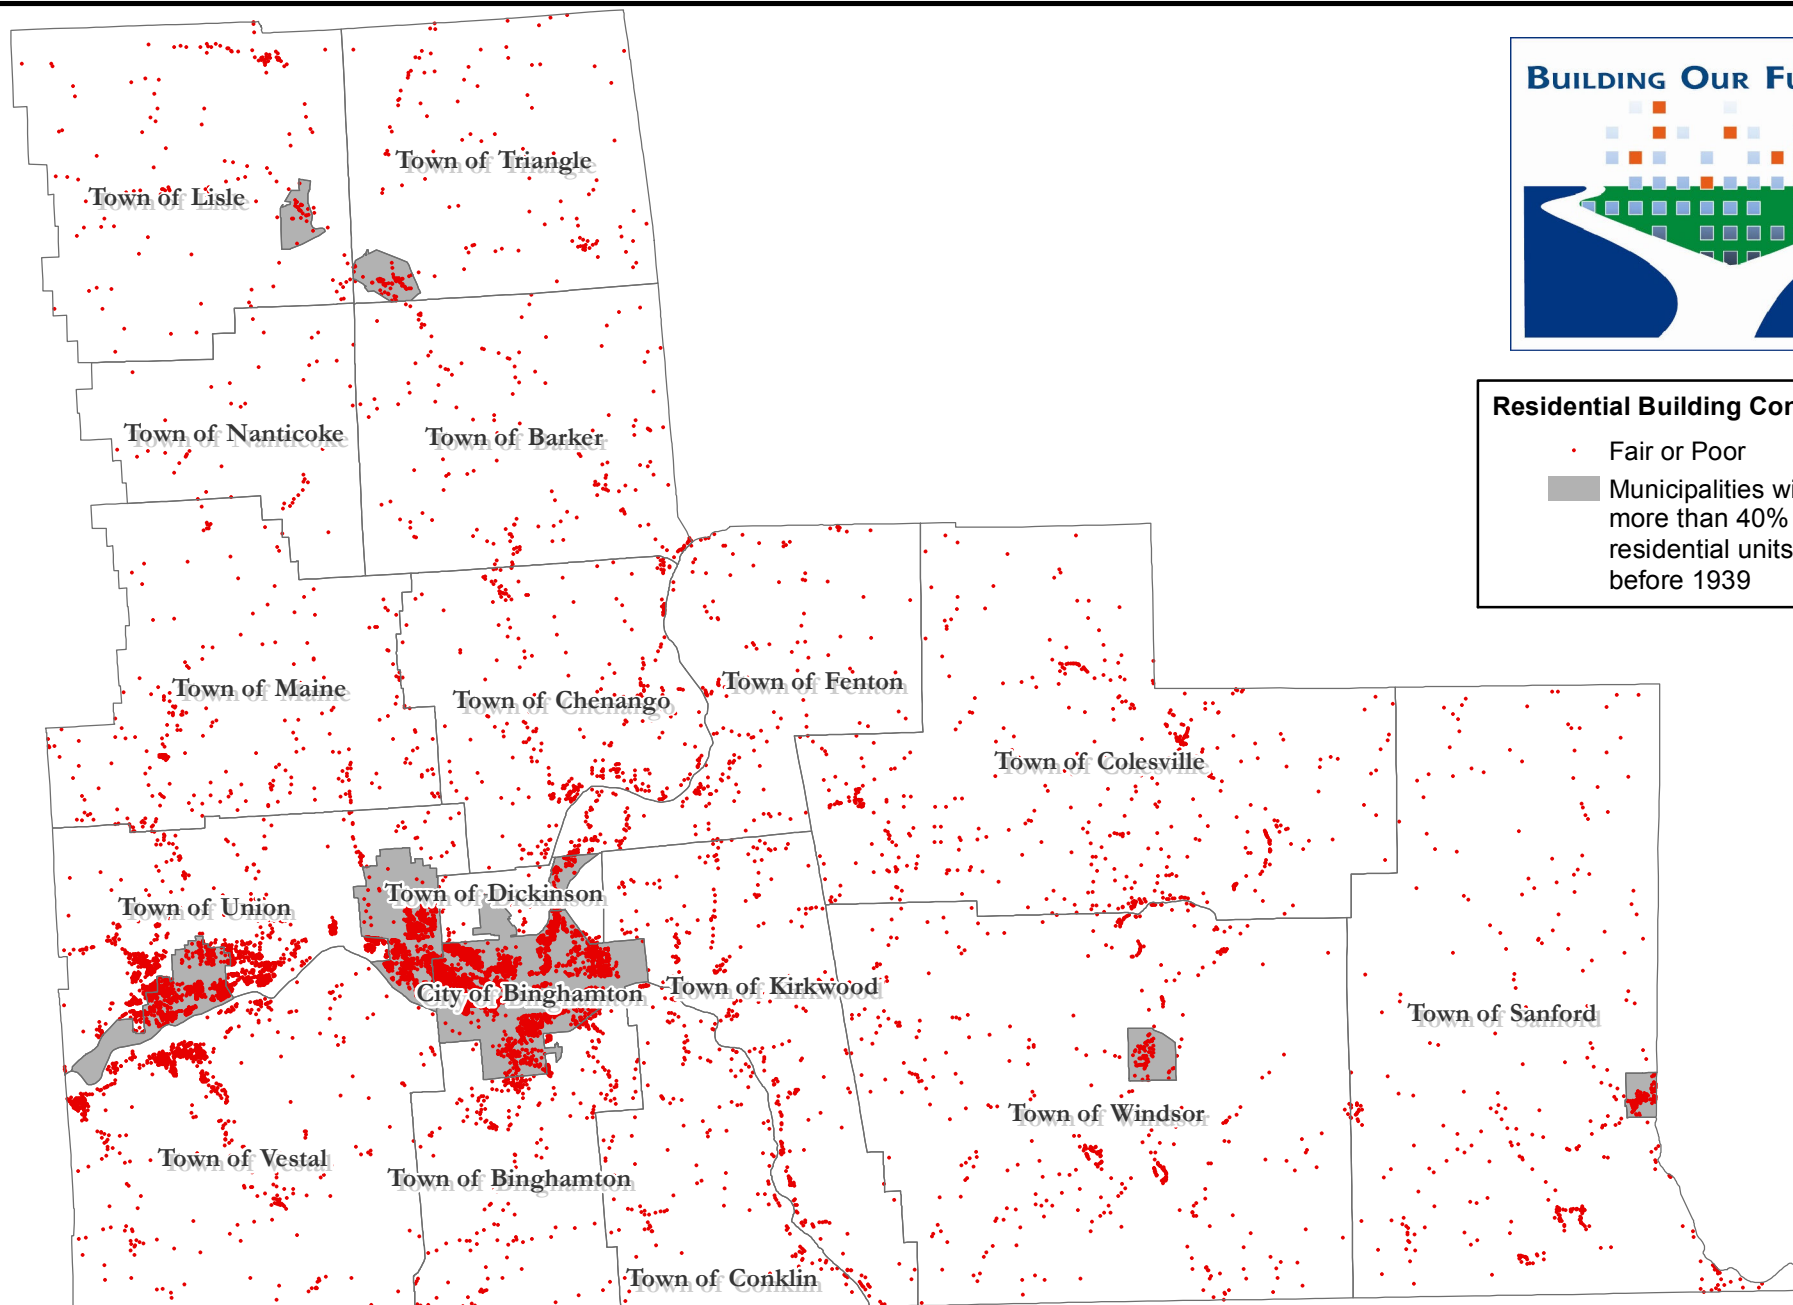 BUILDING OUR FU
Residential Building Con
Fair or Poor
Municipalities wi
more than 40%
residential units
before 1939
Town of Triangle
Town of Lisle
Town of Nanticoke
Town of Barker
Town of Maine
Town of Chenango
Town of Fenton
Town of Colesville
Town of Dickinson
Town of Union
City of Binghamton
Town of Kirkwood
Town of Sanford
Town of Windsor
Town of Vestal
Town of Binghamton
Town of Conklin